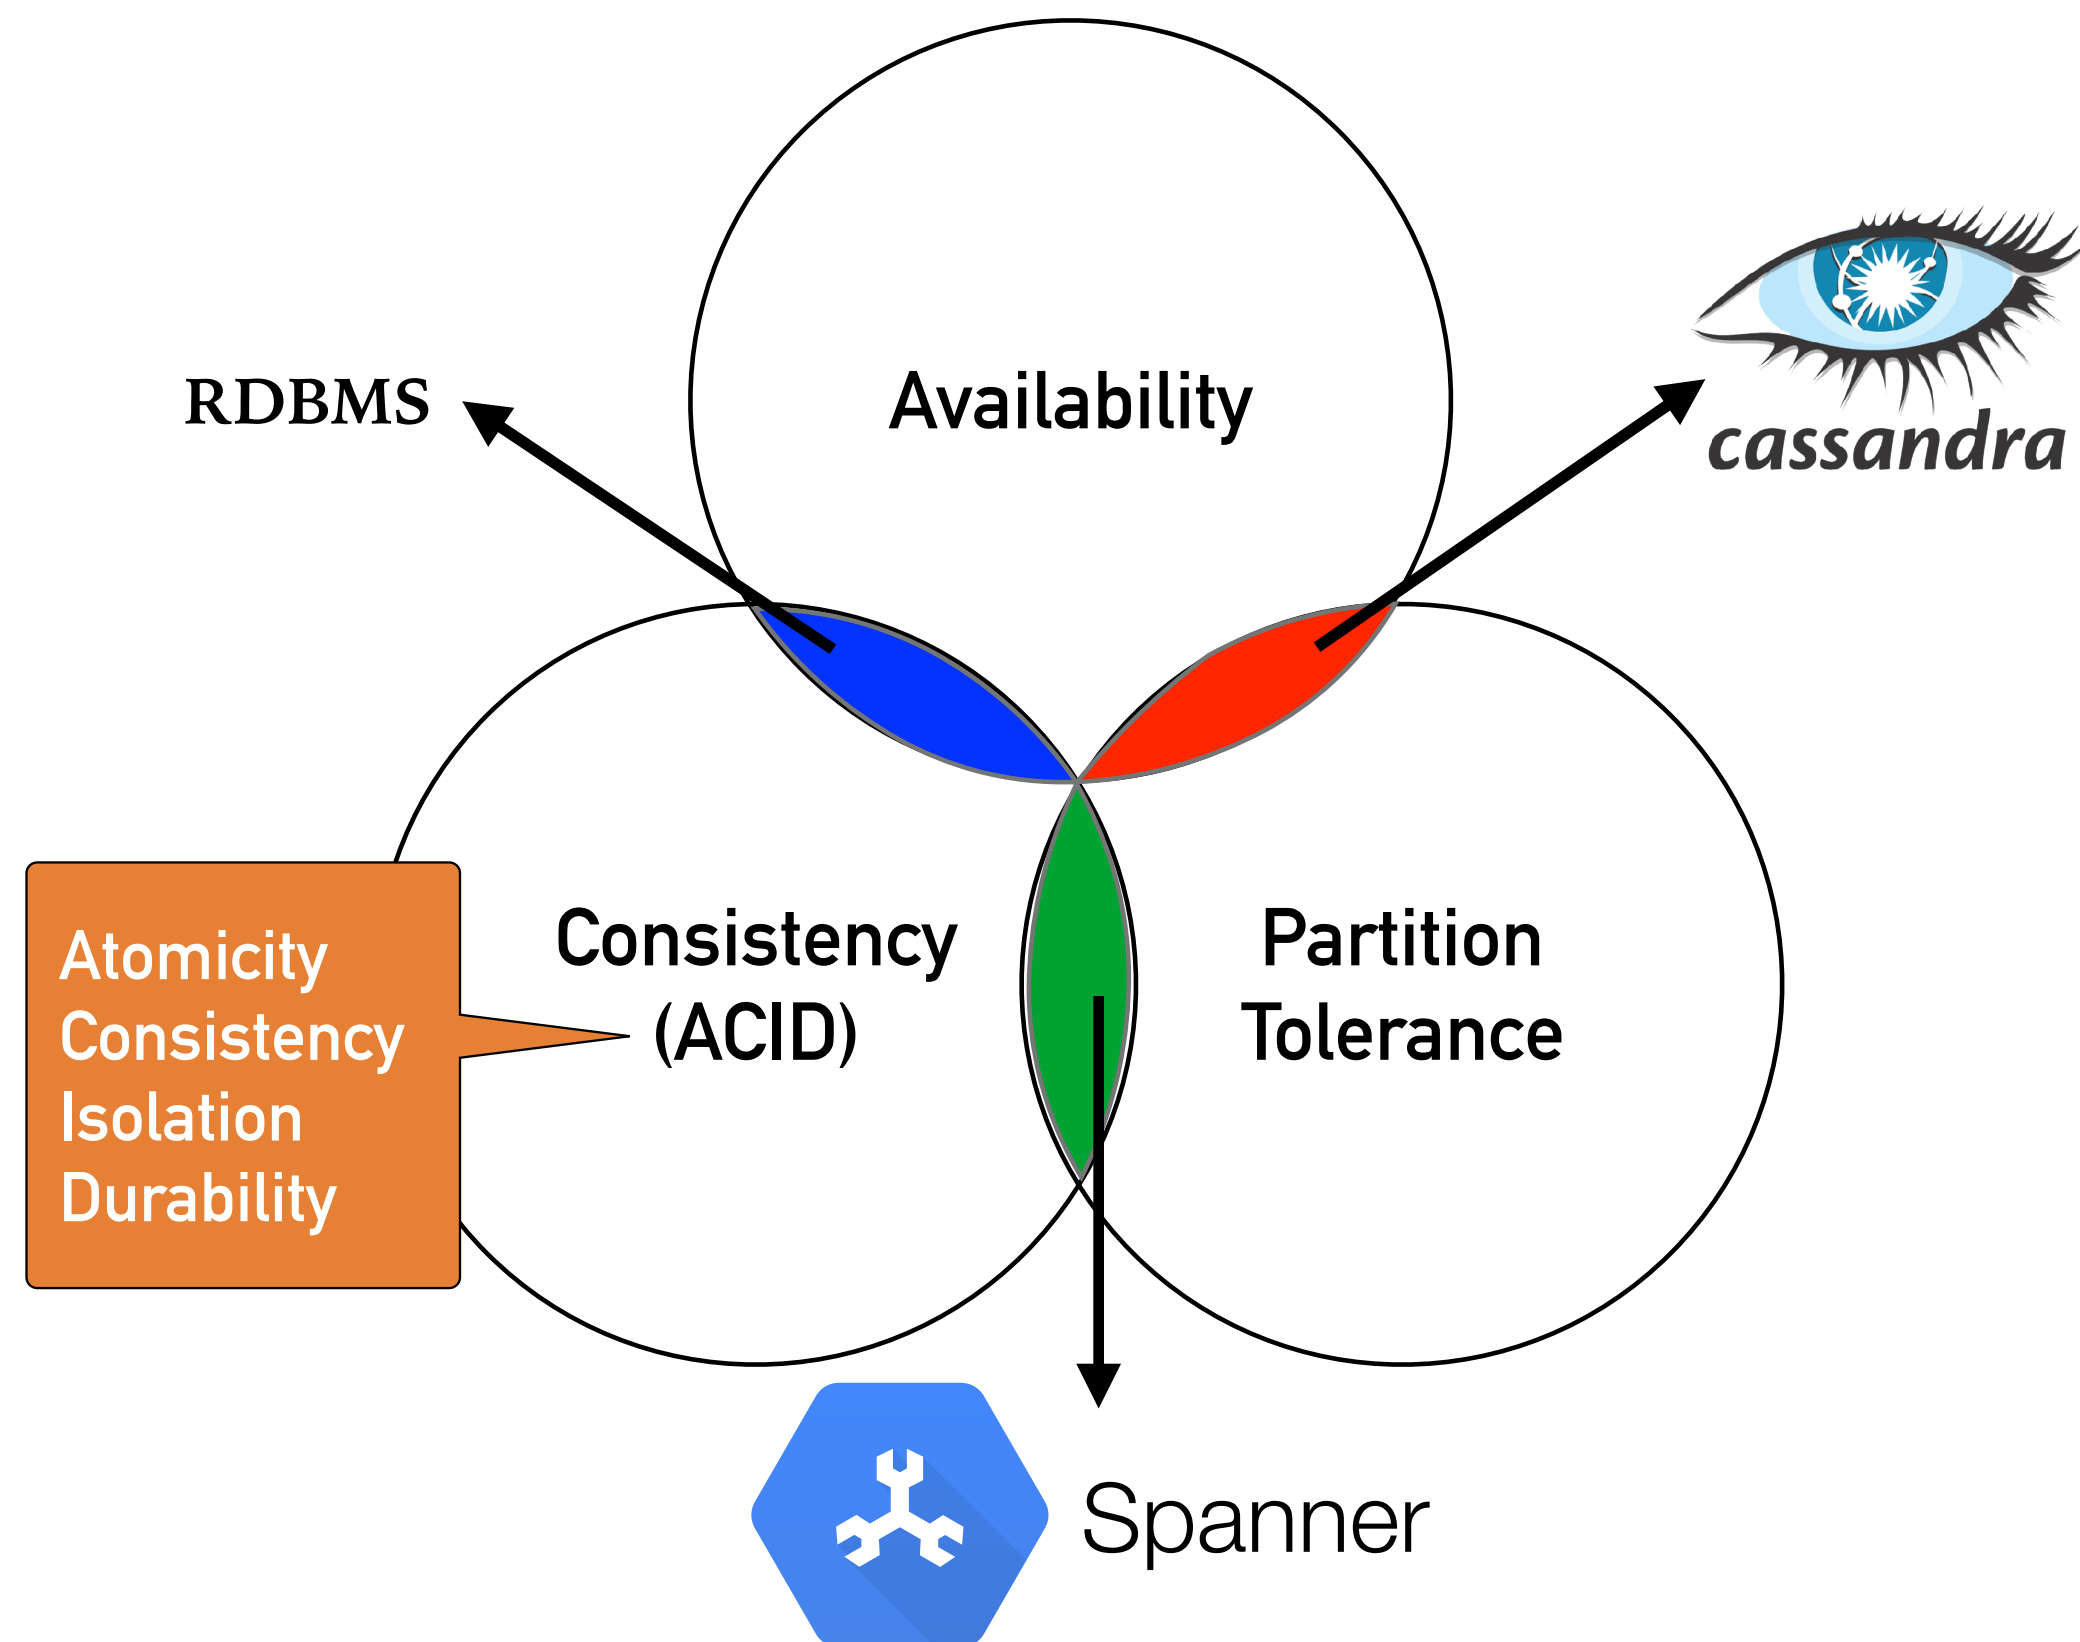 Availability
RDBMS
cassandra
Consistency
(ACID)
Partition
Tolerance
Atomicity
Consistency
Isolation
Durability
Spanner